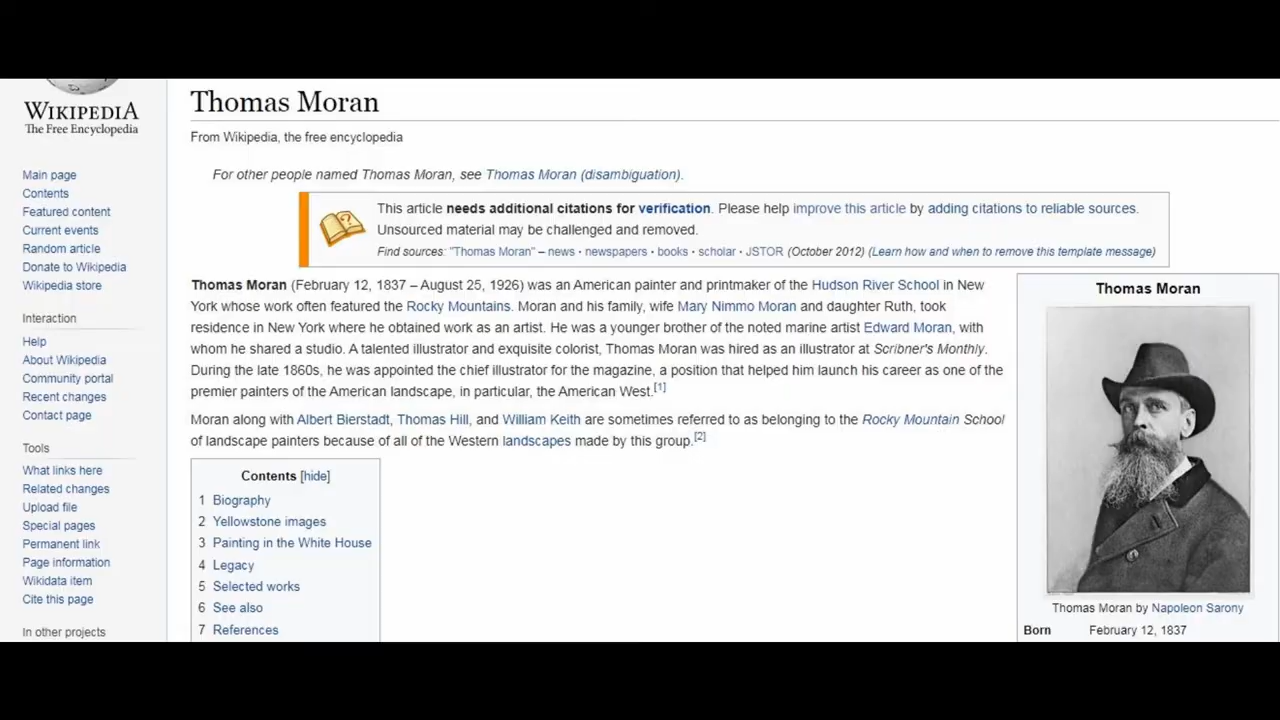 Thomas Moran
WIKIPEDIA
The Free Encyclopedia
From Wikipedia, the free encyclopedia
Main page
Contents
Featured content
Current events
Random article
Donate to Wikipedia
Wikipedia store
Interaction
Help
About Wikipedia
Community portal
Recent changes
Contact page
Tools
What links here
Related changes
Upload file
Special pages
Permanent link
Page information
Wikidata item
Cite this page
In other projects
For other people named Thomas Moran, see Thomas Moran (disambiguation).
This article needs additional citations for verification. Please help improve this article by adding citations to reliable sources.
Unsourced material may be challenged and removed.
Find sources: "Thomas Moran" – news · newspapers · books · scholar · JSTOR (October 2012) (Learn how and when to remove this template message)
Thomas Moran (February 12, 1837 – August 25, 1926) was an American painter and printmaker of the Hudson River School in New
York whose work often featured the Rocky Mountains. Moran and his family, wife Mary Nimmo Moran and daughter Ruth, took
residence in New York where he obtained work as an artist. He was a younger brother of the noted marine artist Edward Moran, with
whom he shared a studio. A talented illustrator and exquisite colorist, Thomas Moran was hired as an illustrator at Scribner's Monthly.
During the late 1860s, he was appointed the chief illustrator for the magazine, a position that helped him launch his career as one of the
premier painters of the American landscape, in particular, the American West.[1]
Moran along with Albert Bierstadt, Thomas Hill, and William Keith are sometimes referred to as belonging to the Rocky Mountain School
of landscape painters because of all of the Western landscapes made by this group.[2]
Contents [hide]
1 Biography
2 Yellowstone images
3 Painting in the White House
4 Legacy
5 Selected works
6 See also
7 References
Thomas Moran
Thomas Moran by Napoleon Sarony
Born February 12, 1837